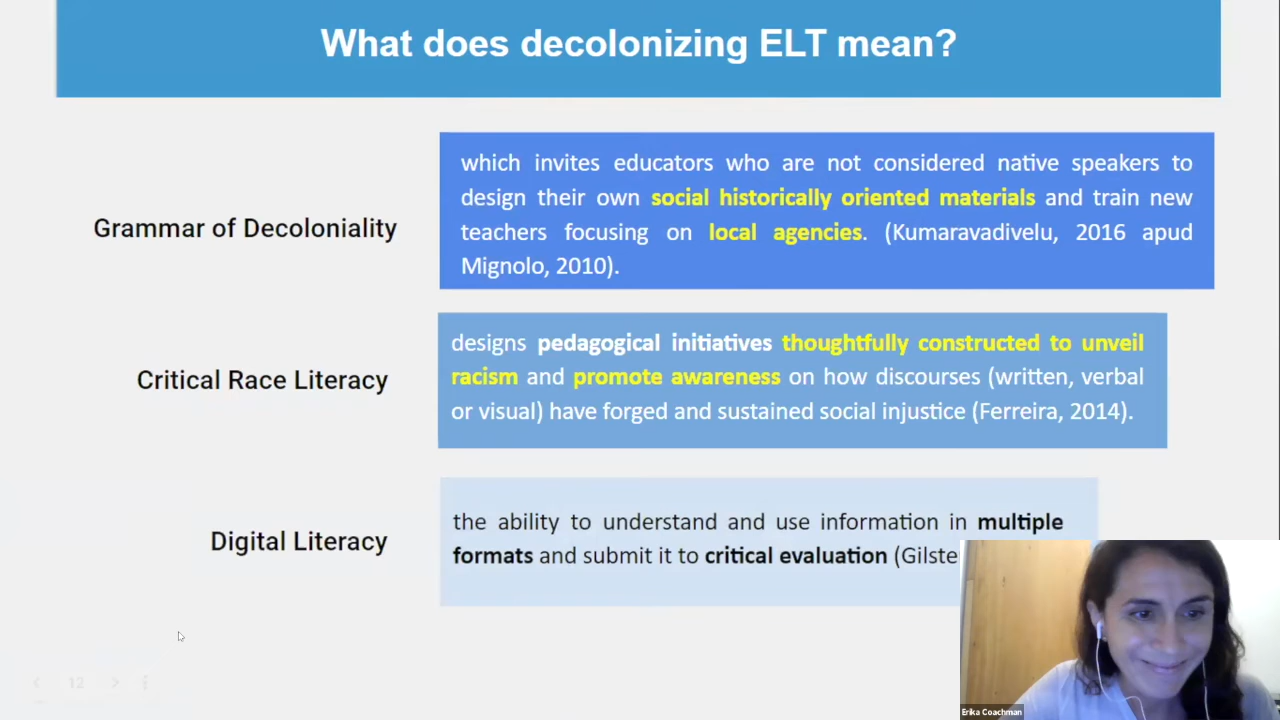 What does decolonizing ELT mean?
Grammar of Decoloniality
which invites educators who are not considered native speakers to
design their own social historically oriented materials and train new
teachers focusing on local agencies. (Kumaravadivelu, 2016 apud
Mignolo, 2010).
Critical Race Literacy
designs pedagogical initiatives thoughtfully constructed to unveil
racism and promote awareness on how discourses (written, verbal
or visual) have forged and sustained social injustice (Ferreira, 2014).
Digital Literacy
the ability to understand and use information in multiple
formats and submit it to critical evaluation (Gilste
12
Erika Coachman